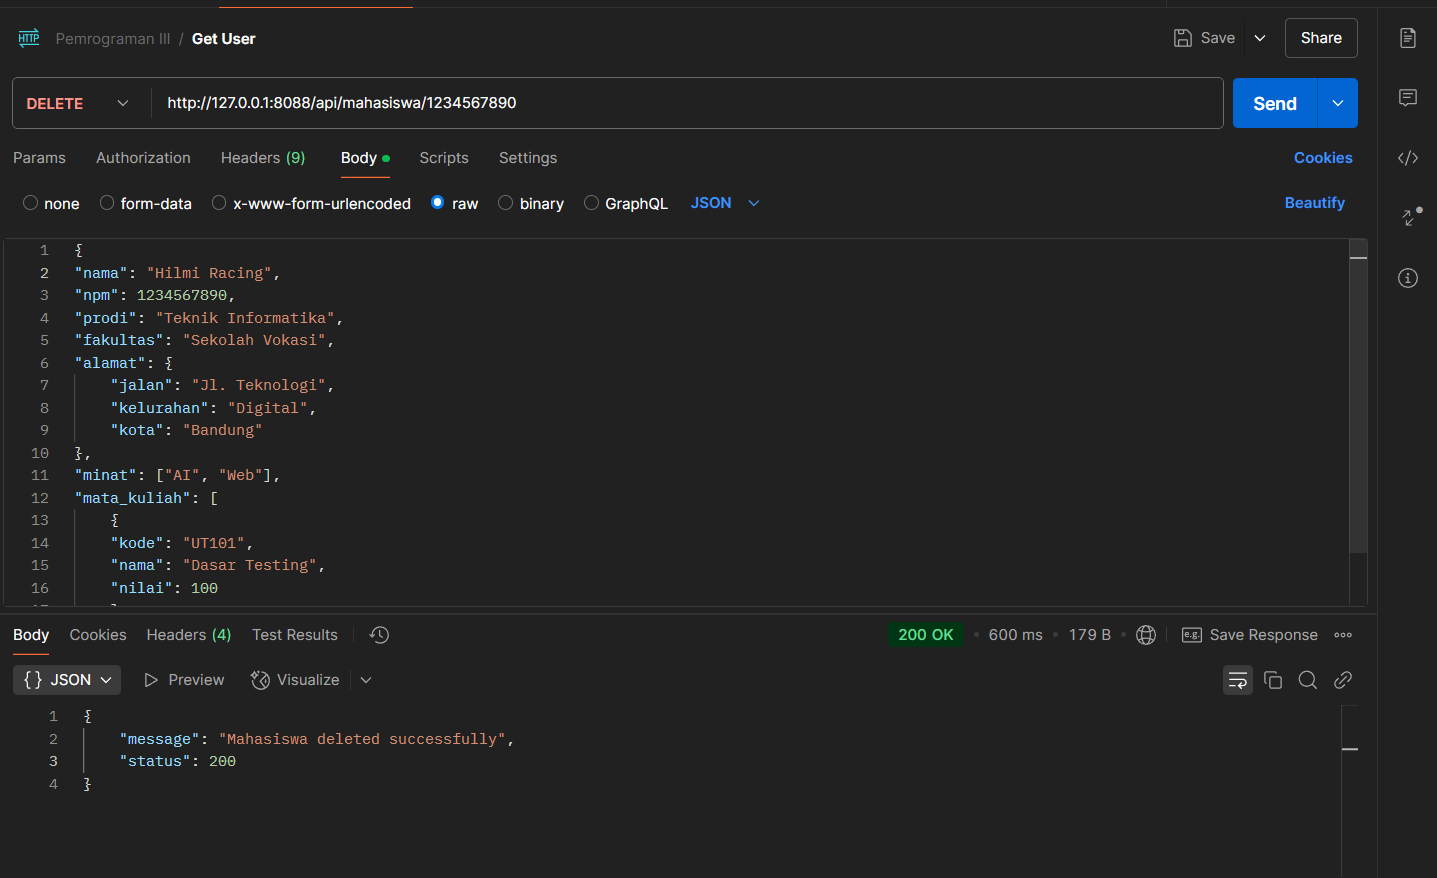 HTTP Pemrograman III / Get User Save Share
DELETE http://127.0.0.1:8088/api/mahasiswa/1234567890 Send
Params Authorization Headers (9) Body Scripts Settings Cookies
none form-data x-www-form-urlencoded raw binary GraphQL JSON Beautify
1 {
2 "nama": "Hilmi Racing",
3 "npm": 1234567890,
4 "prodi": "Teknik Informatika",
5 "fakultas": "Sekolah Vokasi",
6 "alamat": {
7 "jalan": "Jl. Teknologi",
8 "kelurahan": "Digital",
9 "kota": "Bandung"
10 },
11 "minat": ["AI", "Web"],
12 "mata_kuliah": [
13 {
14 "kode": "UT101",
15 "nama": "Dasar Testing",
16 "nilai": 100
Body Cookies Headers (4) Test Results 200 OK • 600 ms • 179 B • e.g. Save Response
{} JSON Preview Visualize
1 {
2 "message": "Mahasiswa deleted successfully",
3 "status": 200
4 }